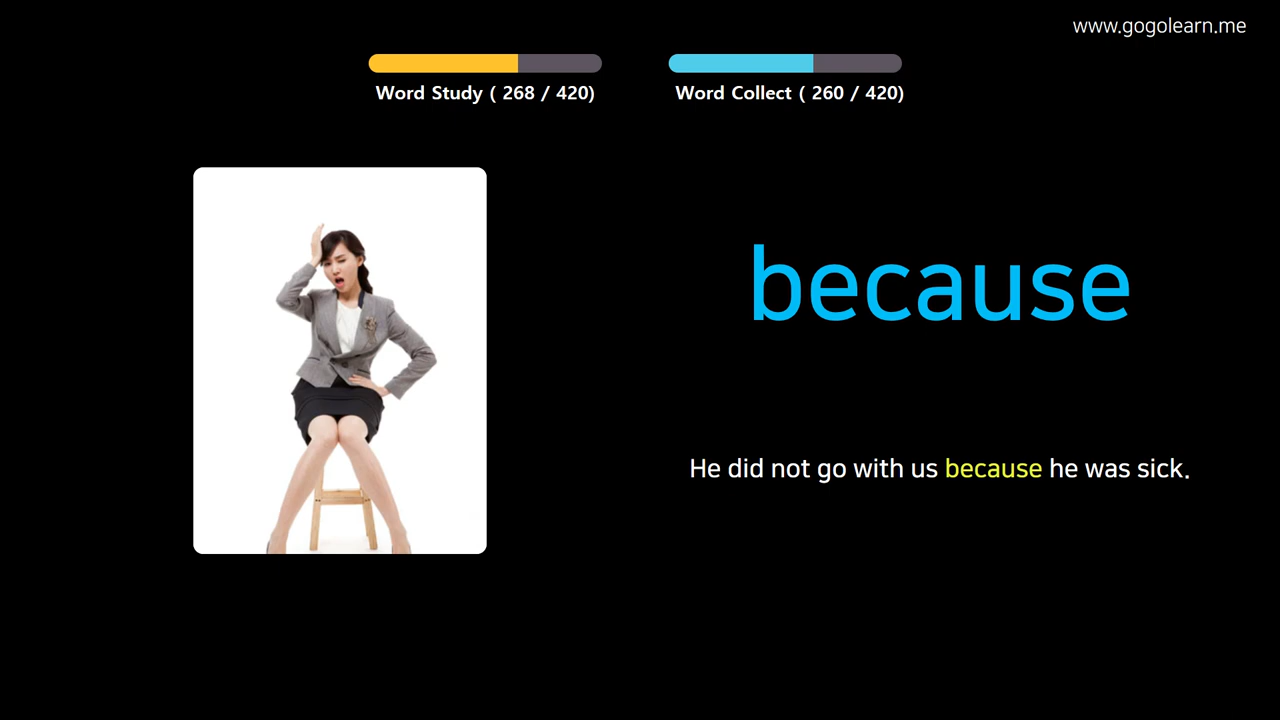 www.gogolearn.me
Word Study ( 268 / 420)
Word Collect ( 260 / 420)
because
He did not go with us because he was sick.